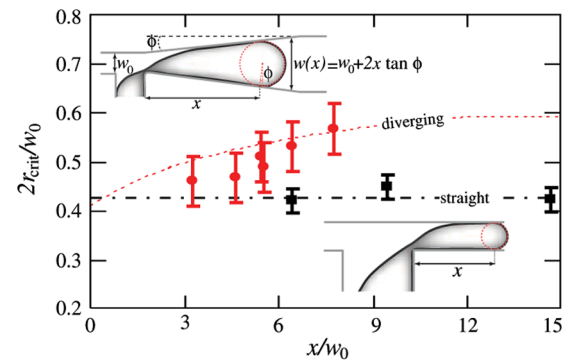 0.8
0.7
0.6
0.5
0.4
0.3
0.2
2r_crit/w_0
ϕ
w_0
ϕ
w(x)=w_0+2x tan ϕ
x
diverging
straight
x
0 3 6 9 12 15
x/w_0